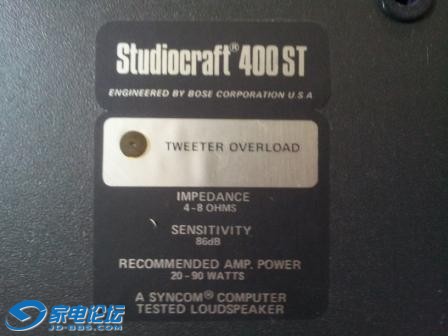 Studiocraft® 400 ST
ENGINEERED BY BOSE CORPORATION U.S.A
TWEETER OVERLOAD
IMPEDANCE
4-8 OHMS
SENSITIVITY
86dB
RECOMMENDED AMP. POWER
20-90 WATTS
A SYNCOM® COMPUTER
TESTED LOUDSPEAKER
家电论坛
JD-BBS.COM